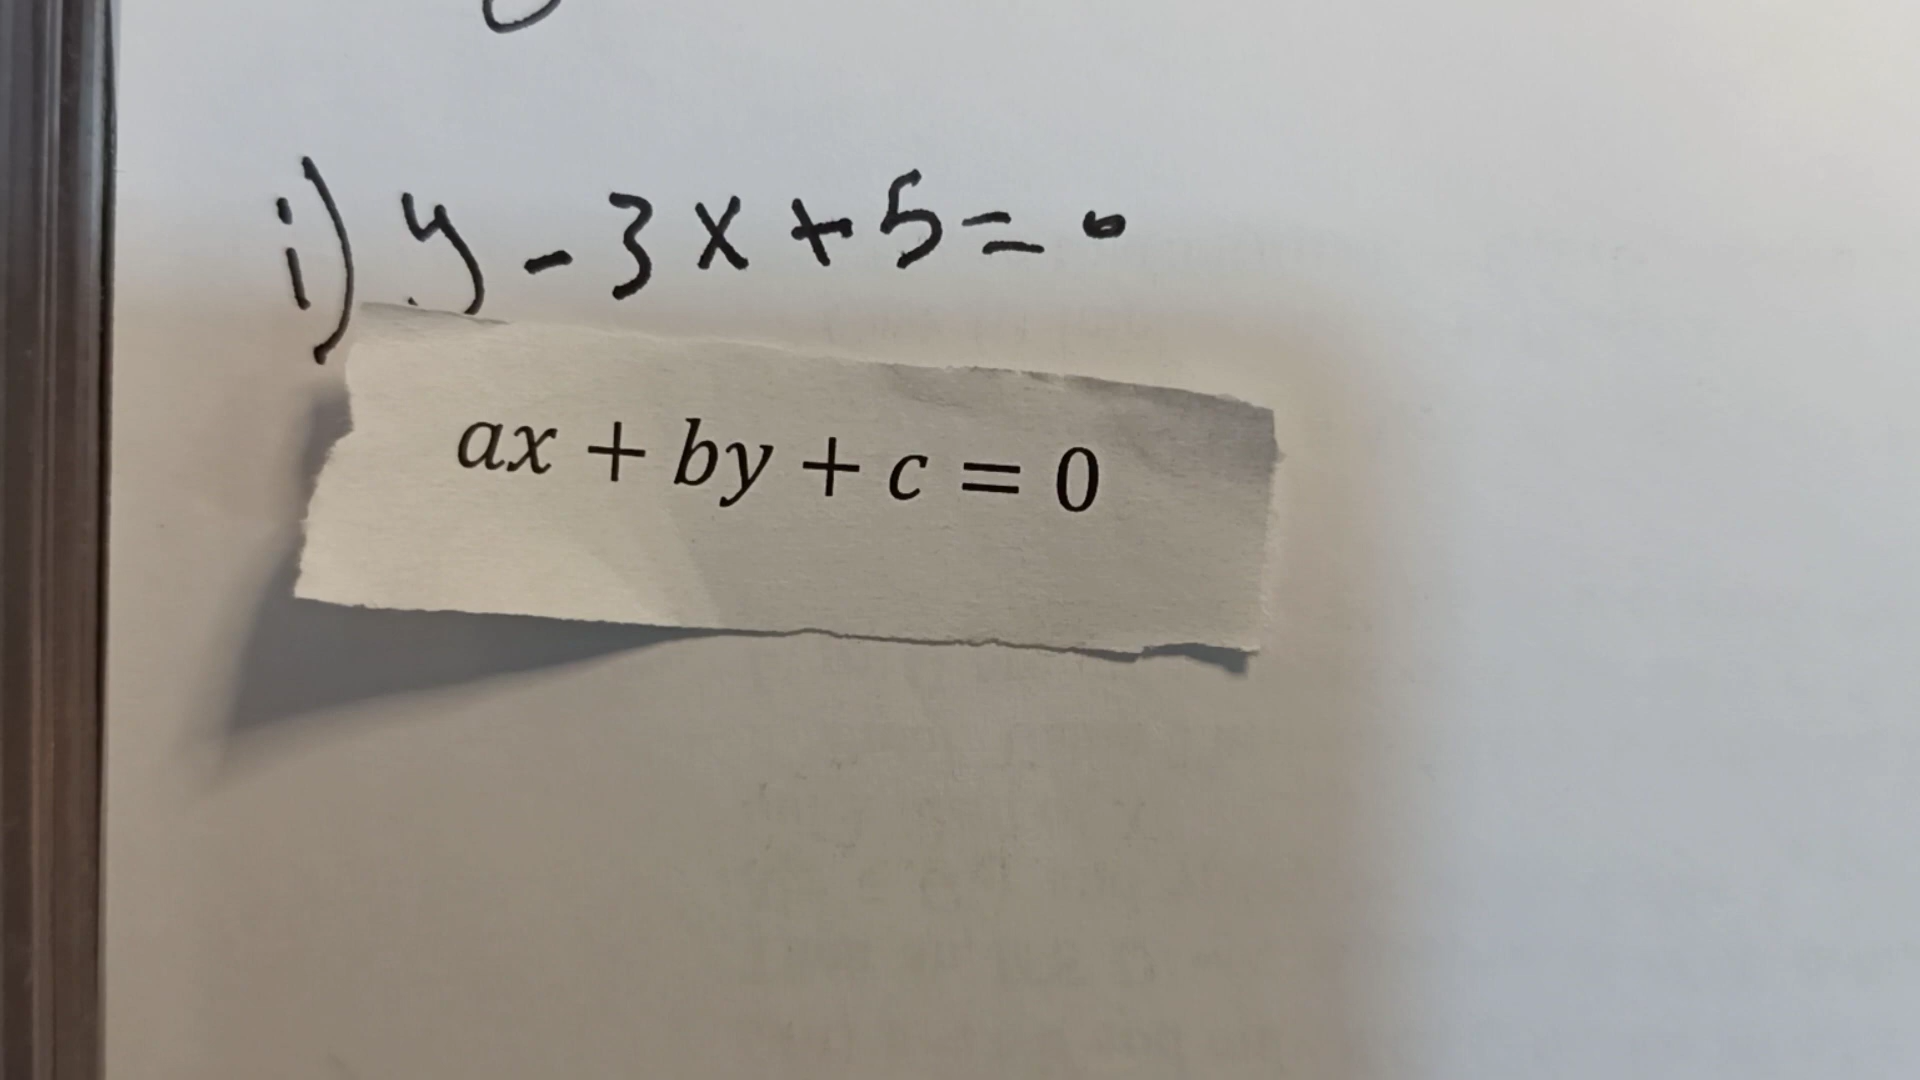 i) y - 3x + 5 = 0
ax + by + c = 0